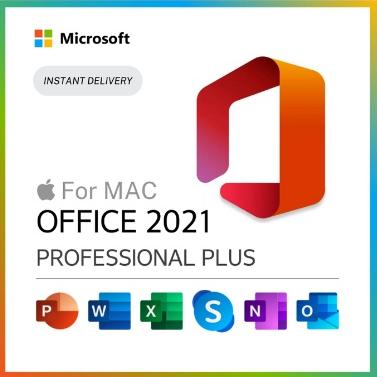 Microsoft
INSTANT DELIVERY
For MAC
OFFICE 2021
PROFESSIONAL PLUS
P W X S N O